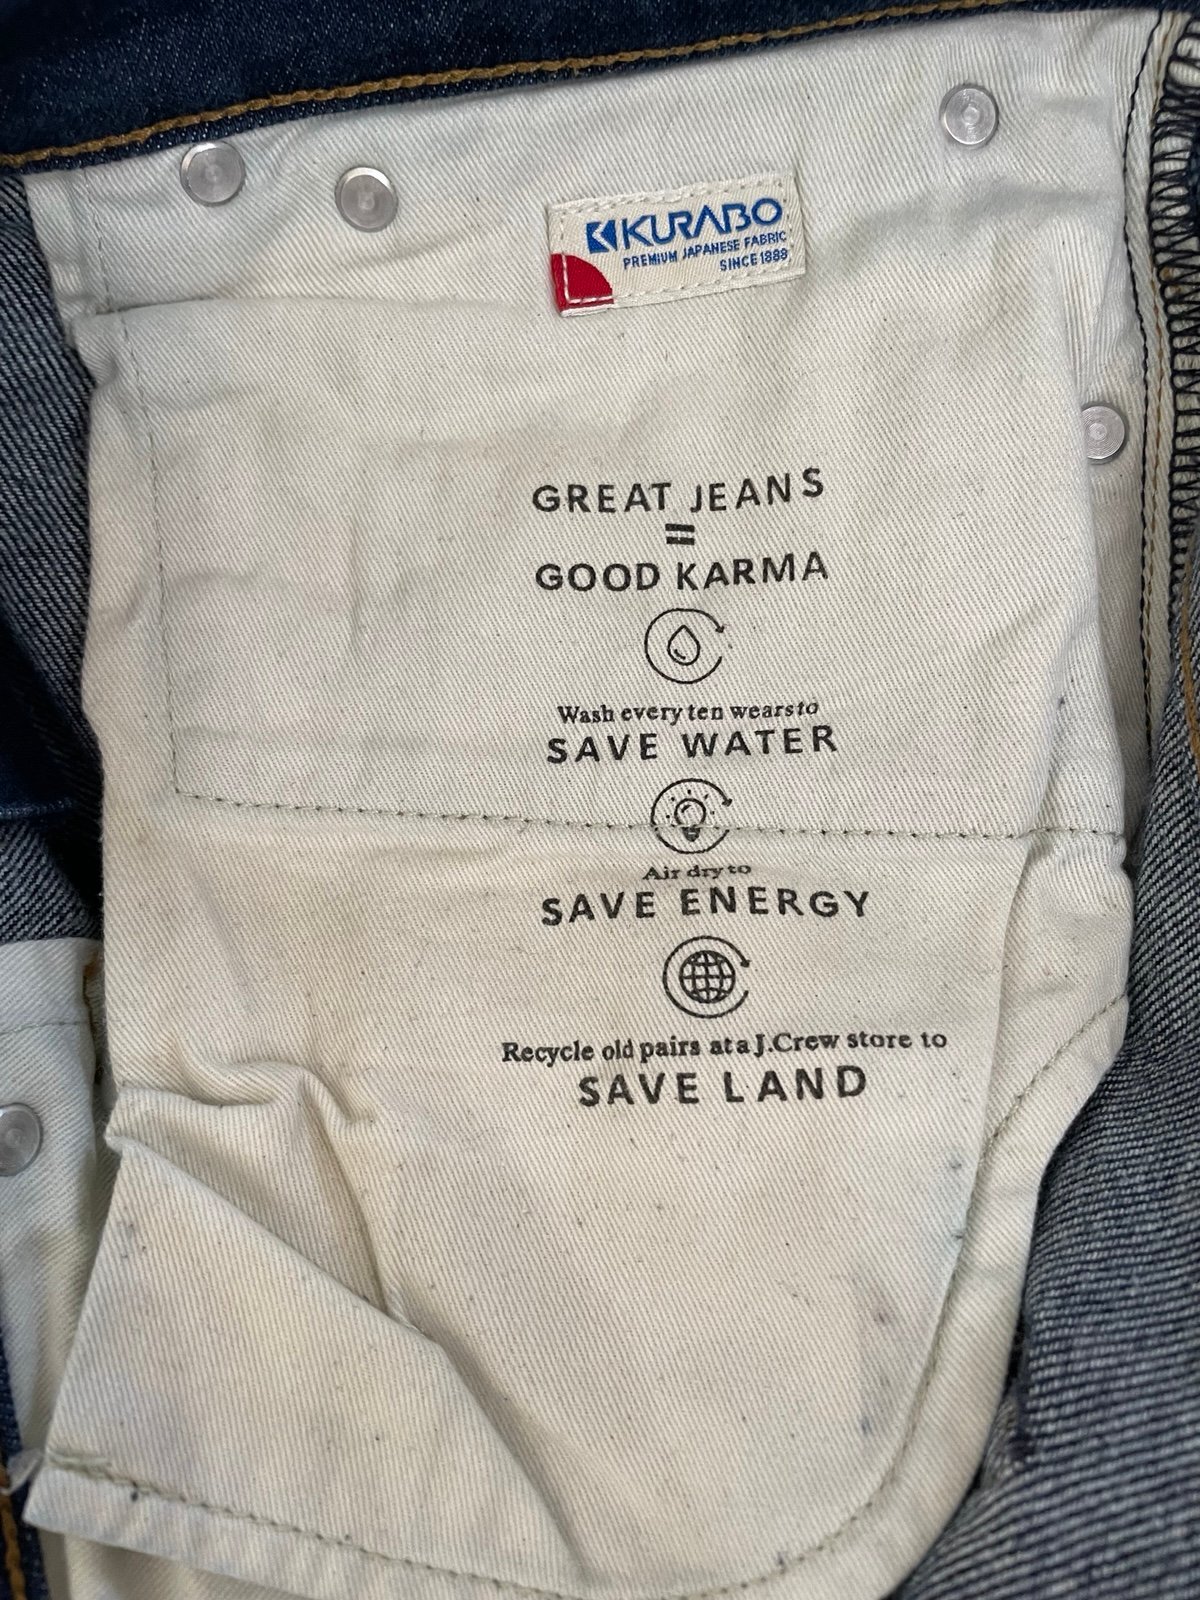 KURABO
PREMIUM JAPANESE FABRIC
SINCE 1888
GREAT JEANS
=
GOOD KARMA
Wash every ten wears to
SAVE WATER
Air dry to
SAVE ENERGY
Recycle old pairs at a J.Crew store to
SAVE LAND